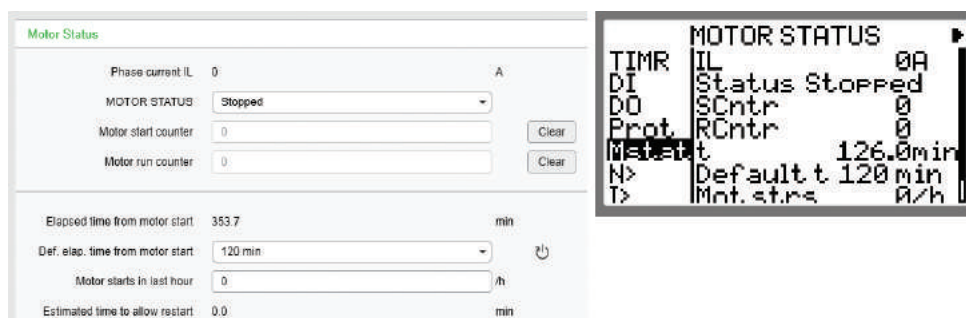 Motor Status
Phase current IL 0 A
MOTOR STATUS Stopped
Motor start counter 0 Clear
Motor run counter 0 Clear
Elapsed time from motor start 353.7 min
Def. elap. time from motor start 120 min
Motor starts in last hour 0 /h
Estimated time to allow restart 0.0 min
MOTOR STATUS
TIMR IL 0A
DI Status Stopped
DO SCntr 0
Prot RCntr 0
Mstat t 126.0min
N> Default t 120 min
I> Mot.strs 0/h